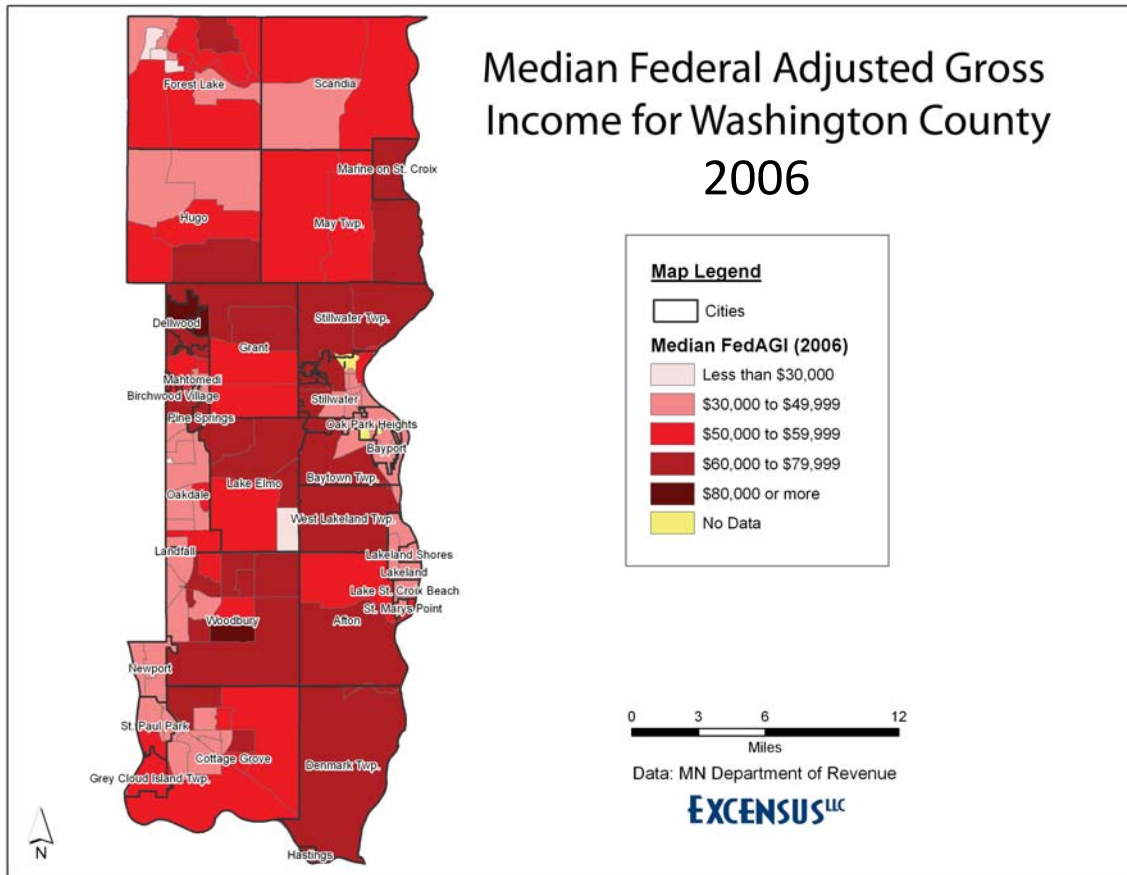 Median Federal Adjusted Gross
Income for Washington County
2006
Forest Lake
Scandia
Marine on St. Croix
Hugo
May Twp.
Dellwood
Stillwater Twp.
Grant
Mahtomedi
Birchwood Village
Stillwater
Pine Springs
Oak Park Heights
Bayport
Lake Elmo
Baytown Twp.
Oakdale
West Lakeland Twp.
Landfall
Lakeland Shores
Lakeland
Lake St. Croix Beach
St. Marys Point
Woodbury
Afton
Newport
St. Paul Park
Cottage Grove
Denmark Twp.
Grey Cloud Island Twp.
Hastings
N
Map Legend
Cities
Median FedAGI (2006)
Less than $30,000
$30,000 to $49,999
$50,000 to $59,999
$60,000 to $79,999
$80,000 or more
No Data
0 3 6 12
Miles
Data: MN Department of Revenue
EXCENSUS LLC